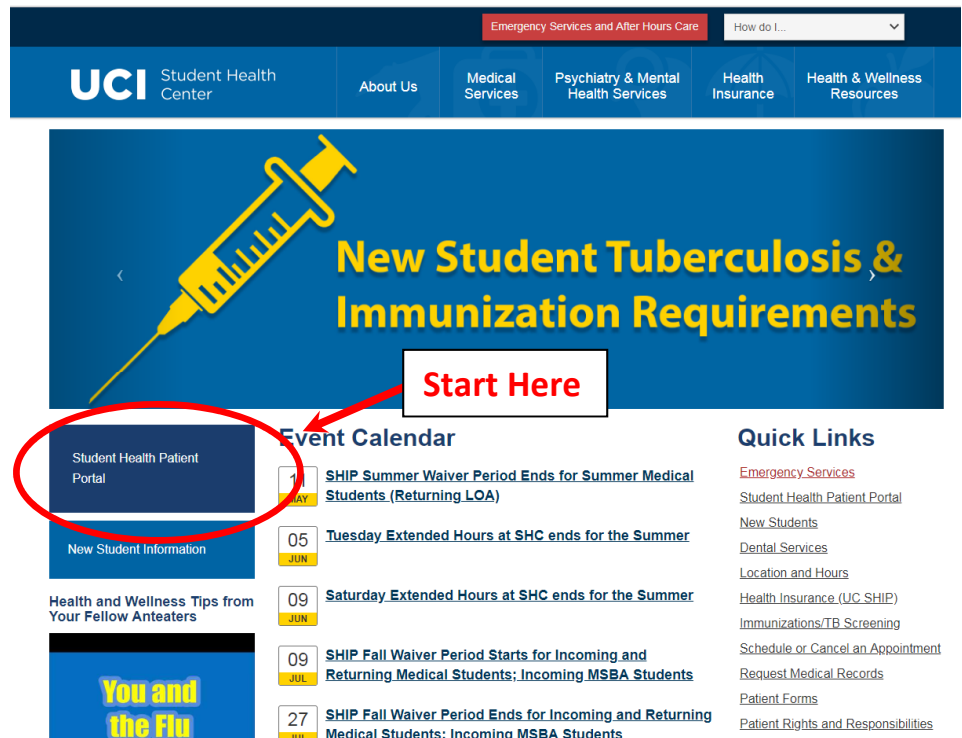 Emergency Services and After Hours Care
How do I...
UCI Student Health
Center
About Us
Medical
Services
Psychiatry & Mental
Health Services
Health
Insurance
Health & Wellness
Resources
New Student Tuberculosis &
Immunization Requirements
Start Here
Student Health Patient
Portal
New Student Information
Health and Wellness Tips from
Your Fellow Anteaters
You and
the Flu
Event Calendar
11
MAY
SHIP Summer Waiver Period Ends for Summer Medical
Students (Returning LOA)
05
JUN
Tuesday Extended Hours at SHC ends for the Summer
09
JUN
Saturday Extended Hours at SHC ends for the Summer
09
JUL
SHIP Fall Waiver Period Starts for Incoming and
Returning Medical Students; Incoming MSBA Students
27
JUL
SHIP Fall Waiver Period Ends for Incoming and Returning
Medical Students; Incoming MSBA Students
Quick Links
Emergency Services
Student Health Patient Portal
New Students
Dental Services
Location and Hours
Health Insurance (UC SHIP)
Immunizations/TB Screening
Schedule or Cancel an Appointment
Request Medical Records
Patient Forms
Patient Rights and Responsibilities